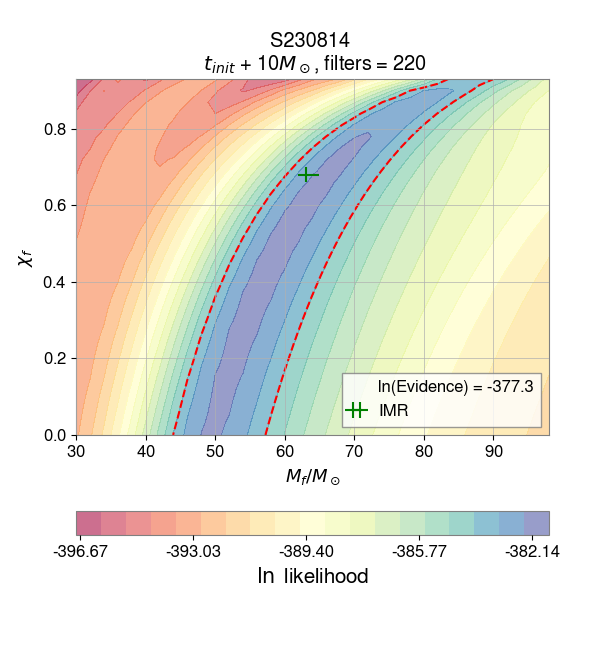 S230814
t_init + 10M_⊙, filters = 220
0.8
0.6
0.4
0.2
0.0
χ_f
30 40 50 60 70 80 90
M_f/M_⊙
ln(Evidence) = -377.3
IMR
-396.67 -393.03 -389.40 -385.77 -382.14
ln likelihood